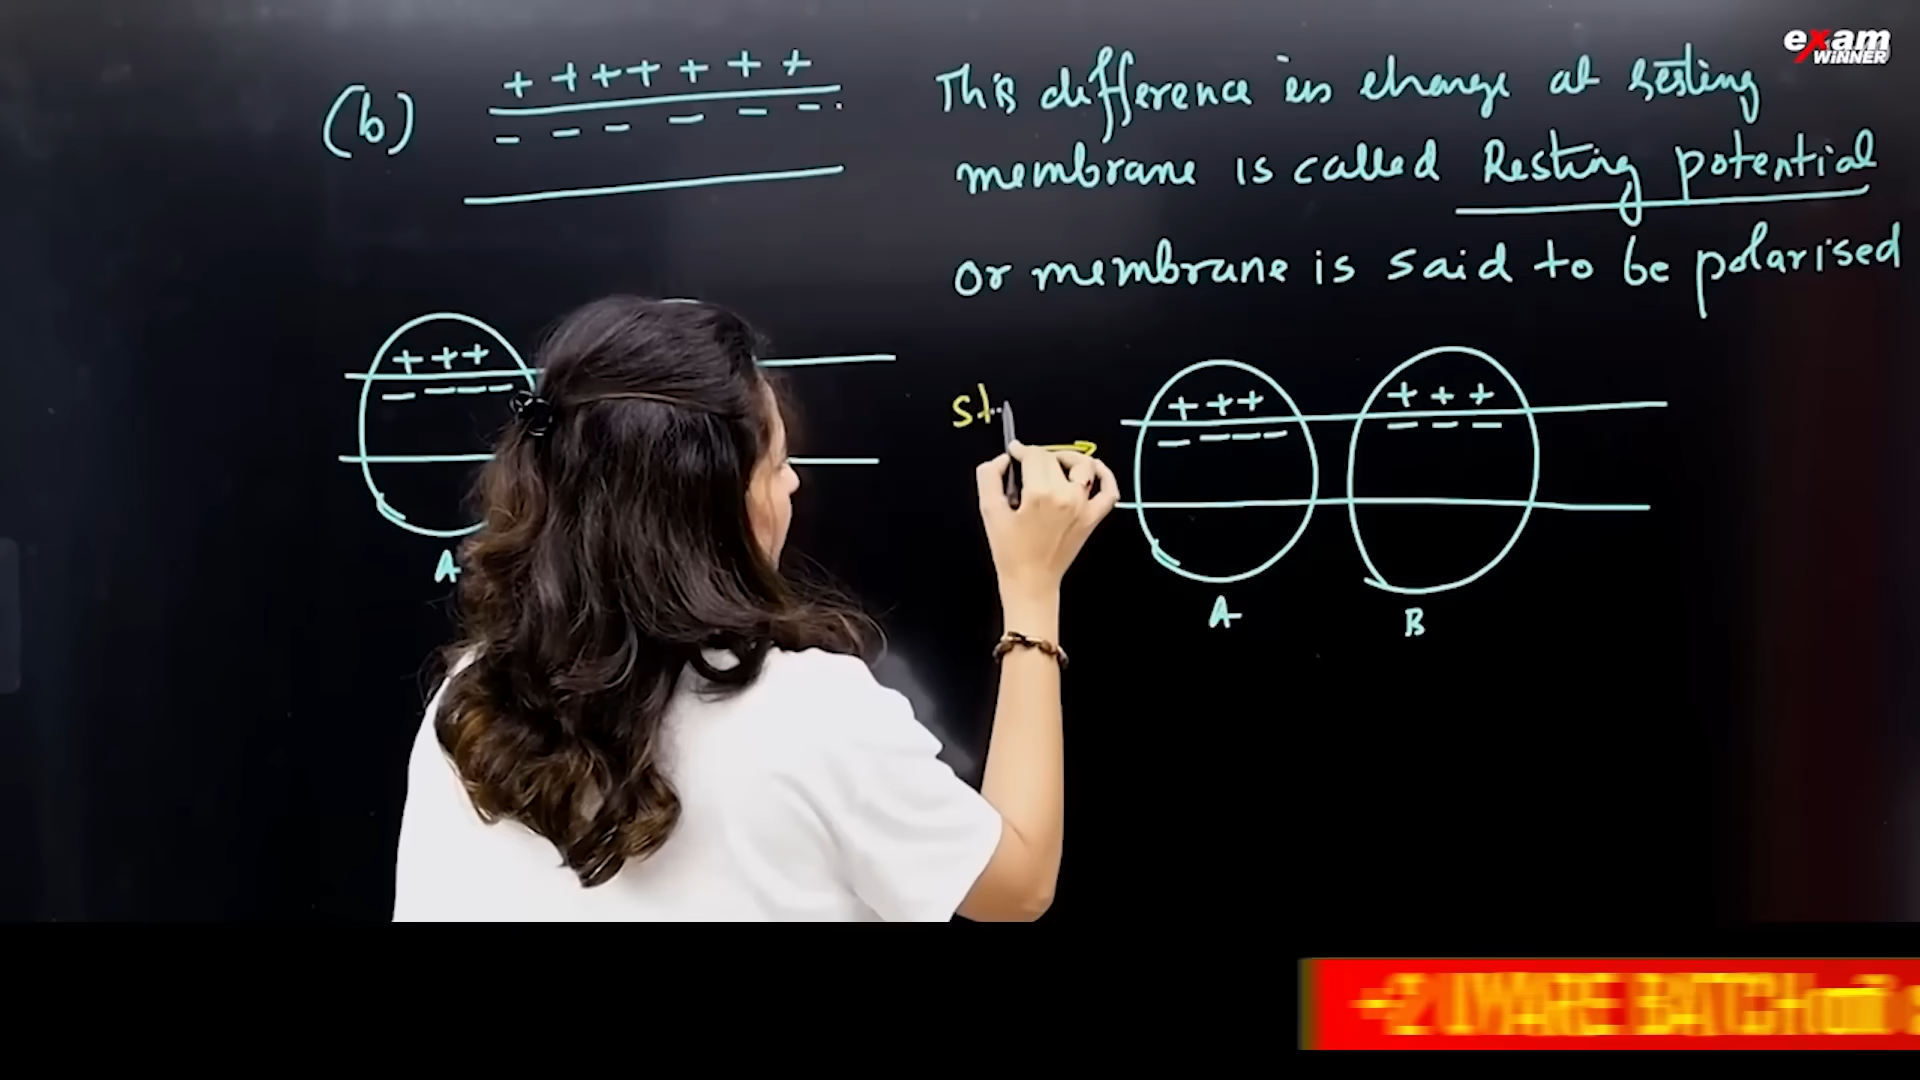 exam
WINNER
(b)
+ + + + + + +
- - - - - -
This difference in charge at resting
membrane is called Resting potential
or membrane is said to be polarised
+ + +
- - - -
A
St
+ + +
- - - -
A
+ + +
- - -
B